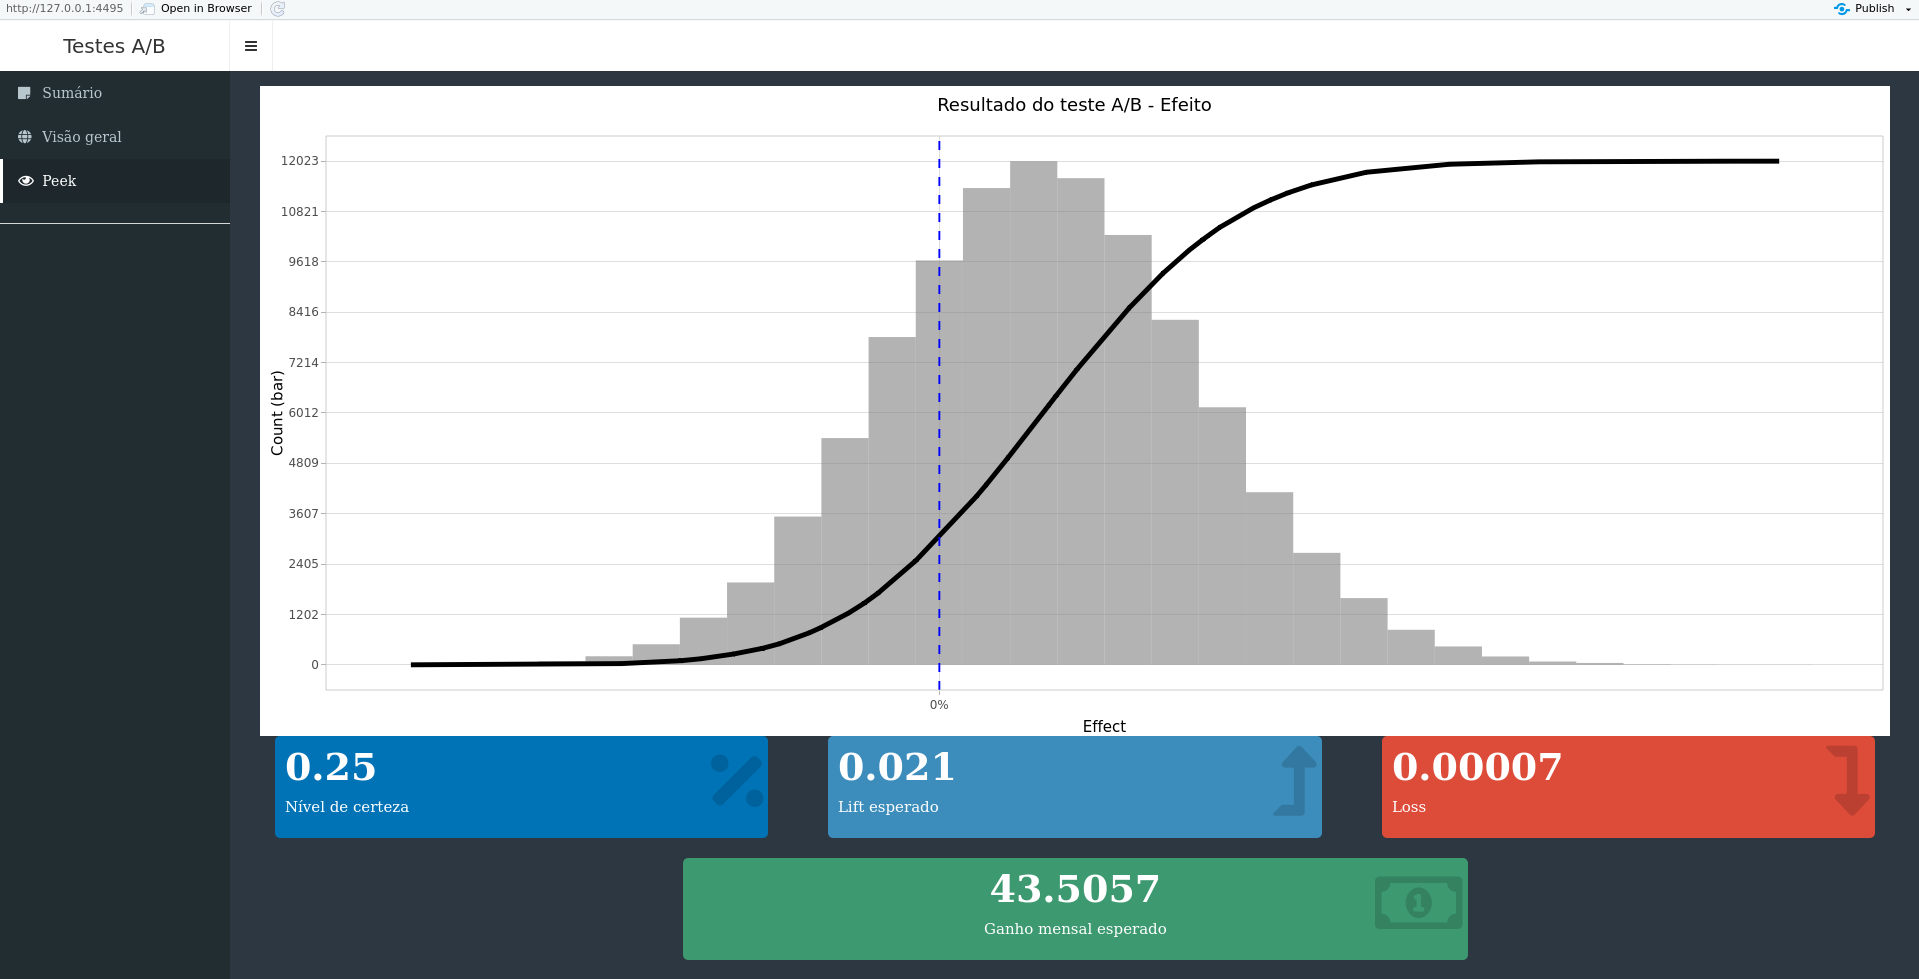 http://127.0.0.1:4495 Open in Browser Publish
Testes A/B
Sumário
Visão geral
Peek
Resultado do teste A/B - Efeito
12023
10821
9618
8416
7214
6012
4809
3607
2405
1202
0
Count (bar)
0%
Effect
0.25
Nível de certeza
0.021
Lift esperado
0.00007
Loss
43.5057
Ganho mensal esperado
1